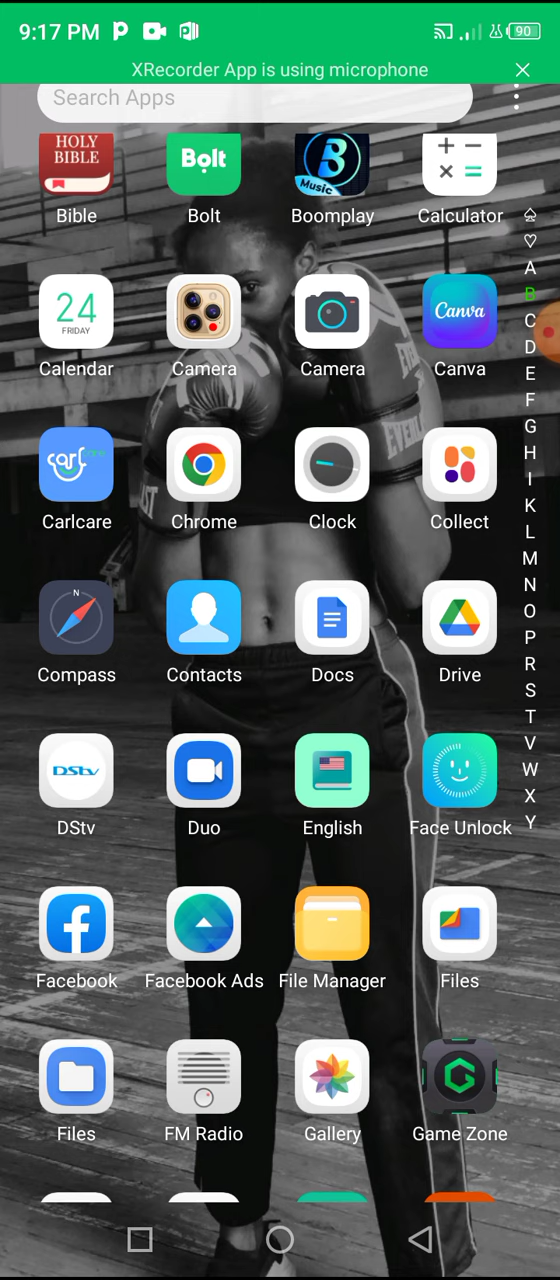 9:17 PM
90
XRecorder App is using microphone
Search Apps
HOLY
BIBLE
Bolt
B
Music
Bible
Bolt
Boomplay
Calculator
24
FRIDAY
Canva
Calendar
Camera
Camera
Canva
carl care
Carlcare
Chrome
Clock
Collect
N
Compass
Contacts
Docs
Drive
DStv
DStv
Duo
English
Face Unlock
Facebook
Facebook Ads
File Manager
Files
Files
FM Radio
Gallery
Game Zone
A
B
C
D
E
F
G
H
I
K
L
M
N
O
P
R
S
T
V
W
X
Y